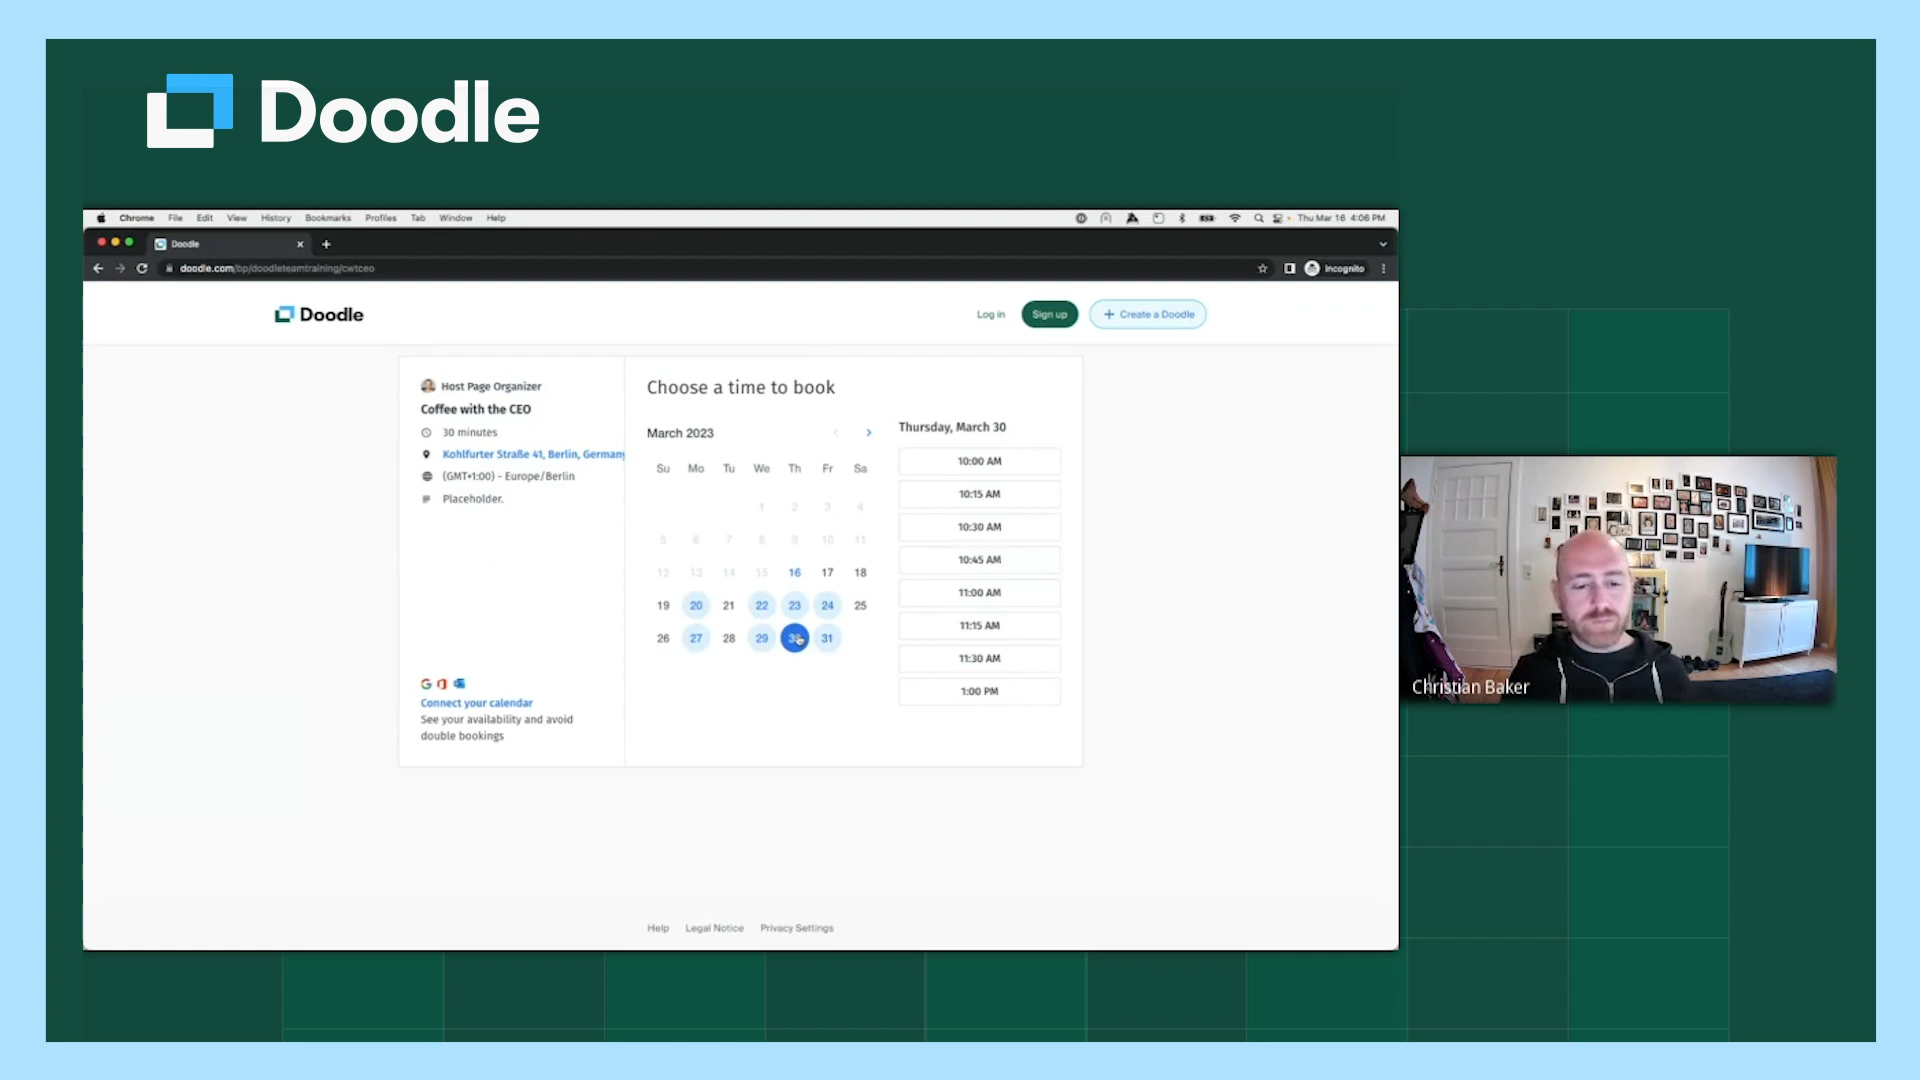 Doodle
Chrome File Edit View History Bookmarks Profiles Tab Window Help
Thu Mar 16 4:06 PM
Doodle
doodle.com/bp/doodleteamtraining/cwtceo
Incognito
Doodle
Log in
Sign up
+ Create a Doodle
Host Page Organizer
Coffee with the CEO
30 minutes
Kohlfurter Straße 41, Berlin, Germany
(GMT+1:00) - Europe/Berlin
Placeholder.
Connect your calendar
See your availability and avoid
double bookings
Choose a time to book
March 2023
Su Mo Tu We Th Fr Sa
1 2 3 4
5 6 7 8 9 10 11
12 13 14 15 16 17 18
19 20 21 22 23 24 25
26 27 28 29 30 31
Thursday, March 30
10:00 AM
10:15 AM
10:30 AM
10:45 AM
11:00 AM
11:15 AM
11:30 AM
1:00 PM
Help Legal Notice Privacy Settings
Christian Baker